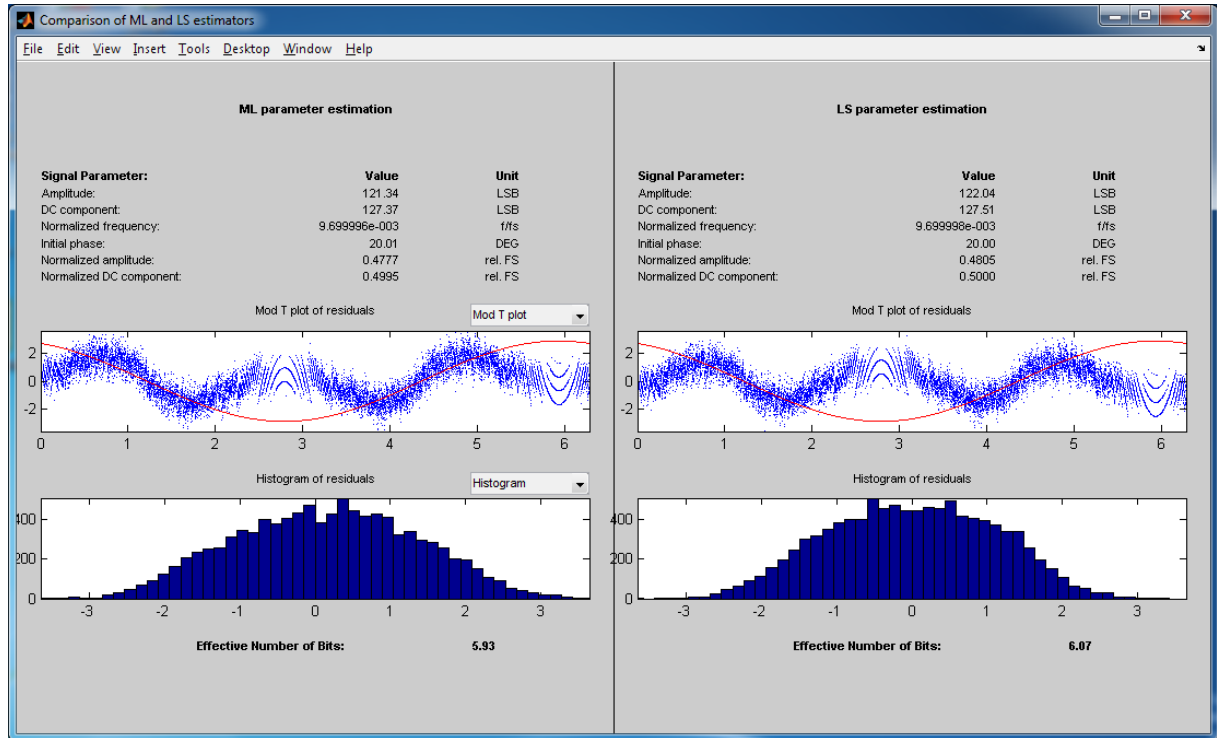 Comparison of ML and LS estimators
File Edit View Insert Tools Desktop Window Help
ML parameter estimation
Signal Parameter: Value Unit
Amplitude: 121.34 LSB
DC component: 127.37 LSB
Normalized frequency: 9.699996e-003 f/fs
Initial phase: 20.01 DEG
Normalized amplitude: 0.4777 rel. FS
Normalized DC component: 0.4995 rel. FS
Mod T plot of residuals
Mod T plot
2
0
-2
0 1 2 3 4 5 6
Histogram of residuals
Histogram
400
200
0
-3 -2 -1 0 1 2 3
Effective Number of Bits: 5.93
LS parameter estimation
Signal Parameter: Value Unit
Amplitude: 122.04 LSB
DC component: 127.51 LSB
Normalized frequency: 9.699998e-003 f/fs
Initial phase: 20.00 DEG
Normalized amplitude: 0.4805 rel. FS
Normalized DC component: 0.5000 rel. FS
Mod T plot of residuals
2
0
-2
0 1 2 3 4 5 6
Histogram of residuals
400
200
0
-3 -2 -1 0 1 2 3
Effective Number of Bits: 6.07